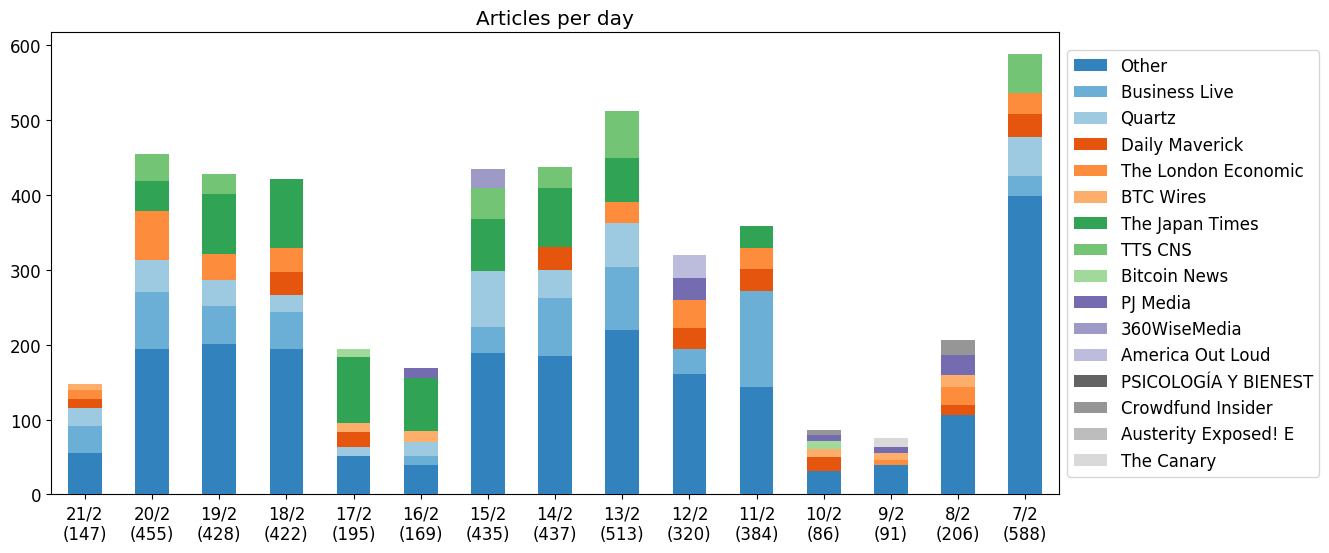 Articles per day
600
500
400
300
200
100
0
21/2 20/2 19/2 18/2 17/2 16/2 15/2 14/2 13/2 12/2 11/2 10/2 9/2 8/2 7/2
(147) (455) (428) (422) (195) (169) (435) (437) (513) (320) (384) (86) (91) (206) (588)
Other
Business Live
Quartz
Daily Maverick
The London Economic
BTC Wires
The Japan Times
TTS CNS
Bitcoin News
PJ Media
360WiseMedia
America Out Loud
PSICOLOGÍA Y BIENEST
Crowdfund Insider
Austerity Exposed! E
The Canary